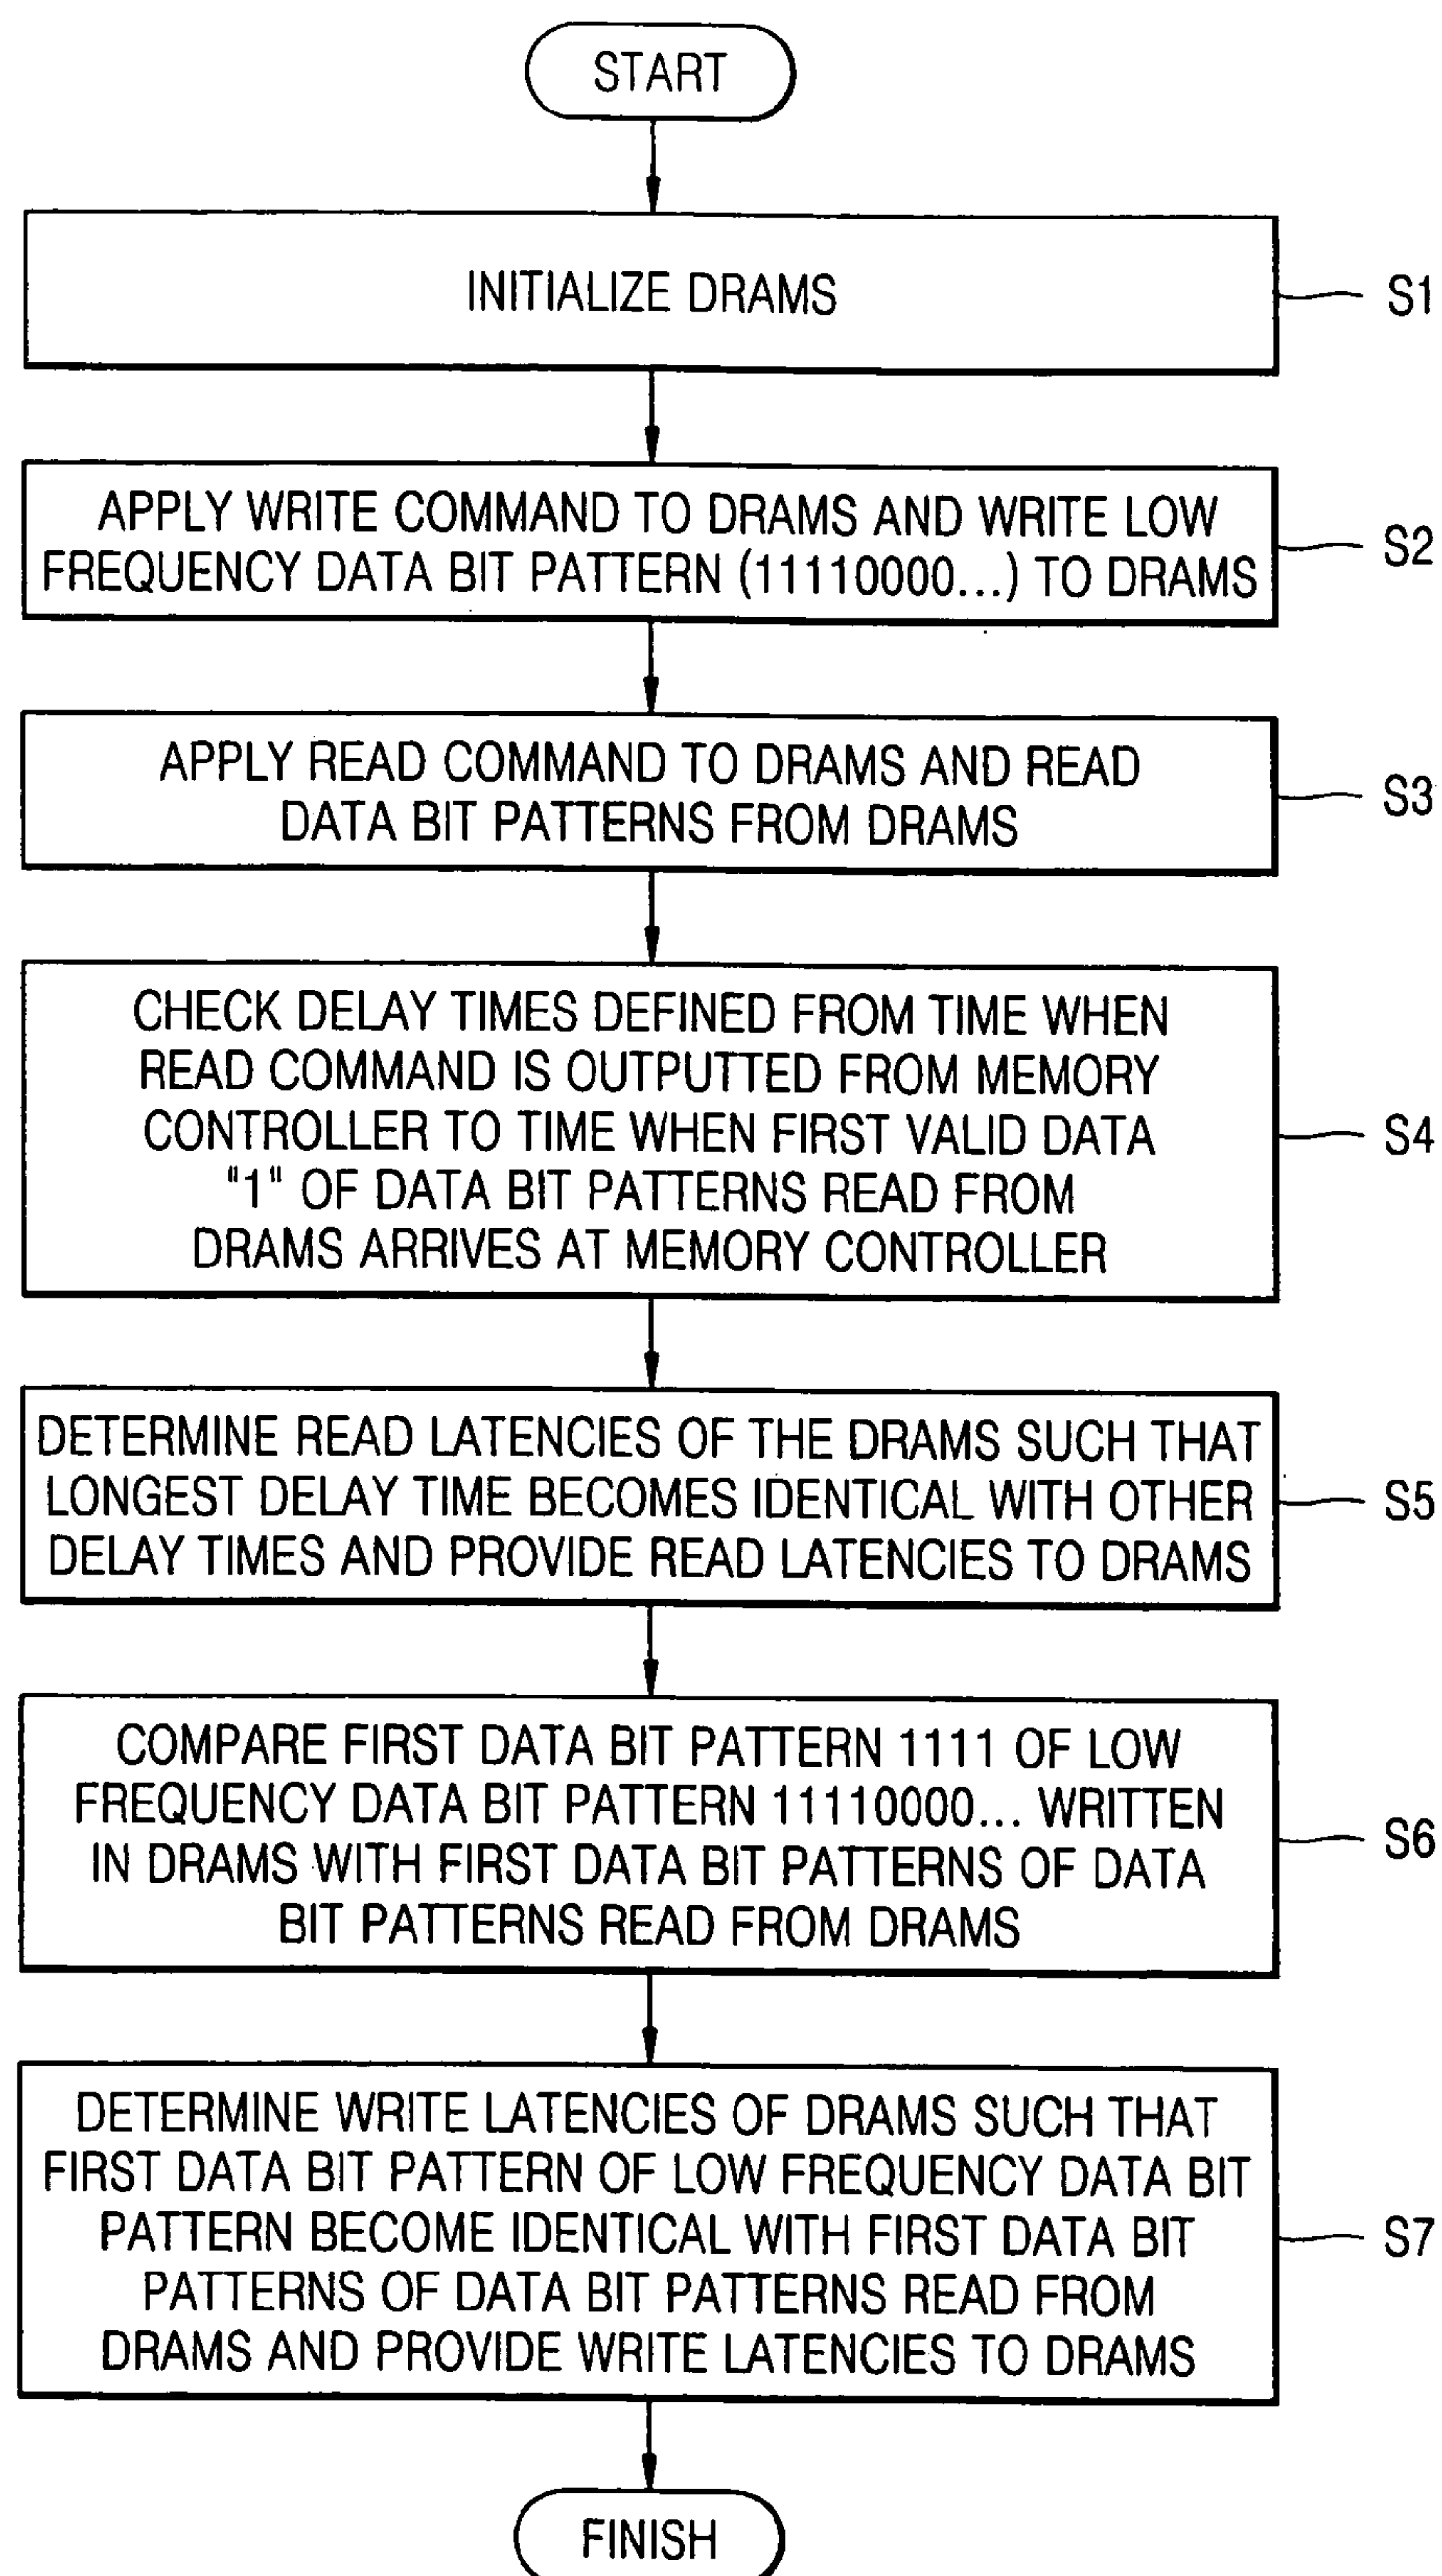 START
INITIALIZE DRAMS
S1
APPLY WRITE COMMAND TO DRAMS AND WRITE LOW
FREQUENCY DATA BIT PATTERN (11110000...) TO DRAMS
S2
APPLY READ COMMAND TO DRAMS AND READ
DATA BIT PATTERNS FROM DRAMS
S3
CHECK DELAY TIMES DEFINED FROM TIME WHEN
READ COMMAND IS OUTPUTTED FROM MEMORY
CONTROLLER TO TIME WHEN FIRST VALID DATA
"1" OF DATA BIT PATTERNS READ FROM
DRAMS ARRIVES AT MEMORY CONTROLLER
S4
DETERMINE READ LATENCIES OF THE DRAMS SUCH THAT
LONGEST DELAY TIME BECOMES IDENTICAL WITH OTHER
DELAY TIMES AND PROVIDE READ LATENCIES TO DRAMS
S5
COMPARE FIRST DATA BIT PATTERN 1111 OF LOW
FREQUENCY DATA BIT PATTERN 11110000... WRITTEN
IN DRAMS WITH FIRST DATA BIT PATTERNS OF DATA
BIT PATTERNS READ FROM DRAMS
S6
DETERMINE WRITE LATENCIES OF DRAMS SUCH THAT
FIRST DATA BIT PATTERN OF LOW FREQUENCY DATA BIT
PATTERN BECOME IDENTICAL WITH FIRST DATA BIT
PATTERNS OF DATA BIT PATTERNS READ FROM
DRAMS AND PROVIDE WRITE LATENCIES TO DRAMS
S7
FINISH